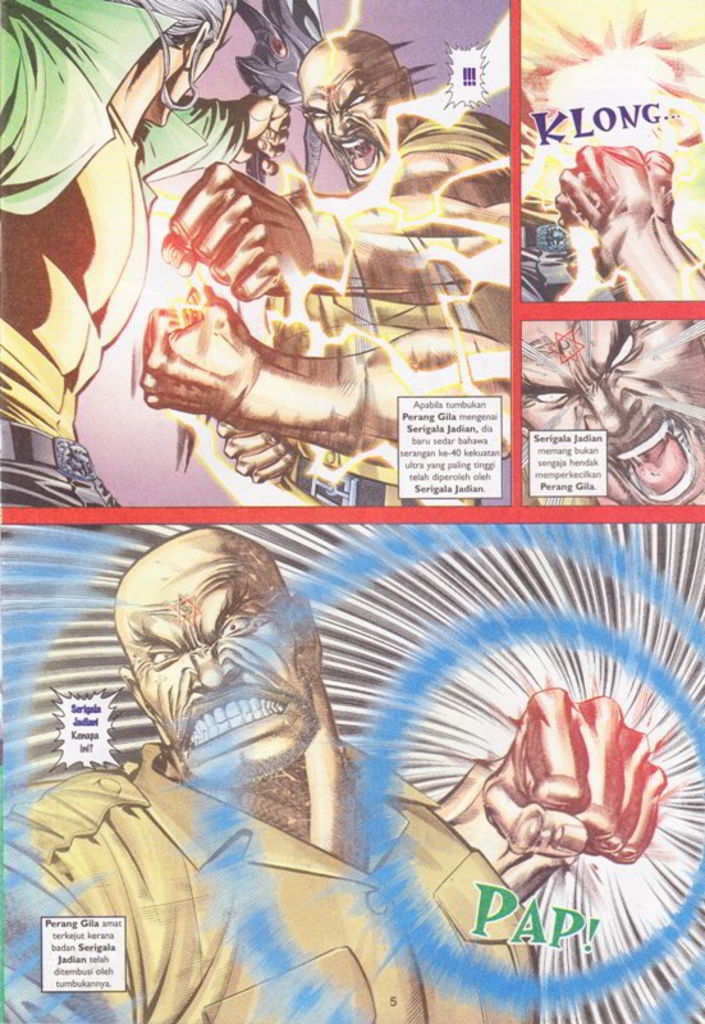 !!!
Apabila tumbukan
Perang Gila mengenai
Serigala Jadian, dia
baru sedar bahawa
serangan ke-40 kekuatan
ultra yang paling tinggi
telah diperoleh oleh
Serigala Jadian.
KLONG...
Serigala Jadian
memang bukan
sengaja hendak
memperkecilkan
Perang Gila.
Serigala
Jadian
Kenapa
ini?
PAP!
Perang Gila amat
terkejut kerana
badan Serigala
Jadian telah
ditembusi oleh
tumbukannya.
5